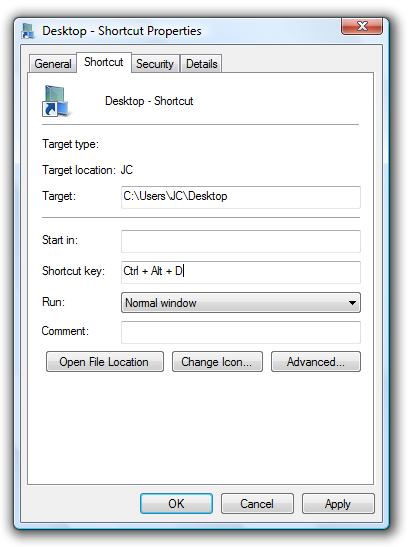 Desktop - Shortcut Properties
General Shortcut Security Details
Desktop - Shortcut
Target type:
Target location: JC
Target: C:\Users\JC\Desktop
Start in:
Shortcut key: Ctrl + Alt + D
Run: Normal window
Comment:
Open File Location Change Icon... Advanced...
OK Cancel Apply